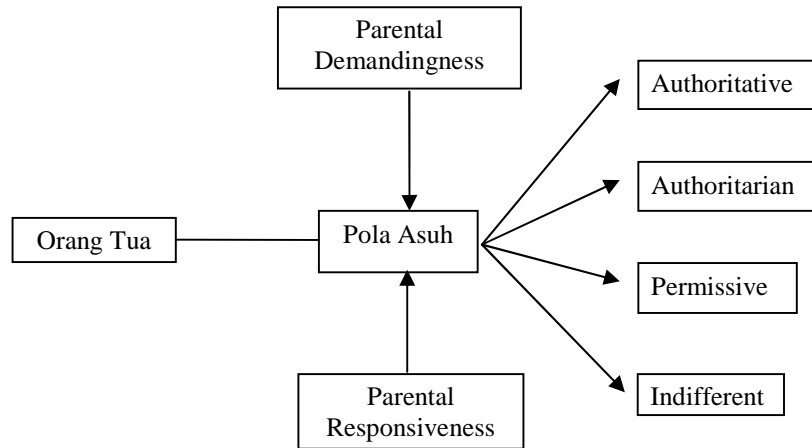 Parental
Demandingness
Authoritative
Authoritarian
Orang Tua
Pola Asuh
Permissive
Parental
Responsiveness
Indifferent